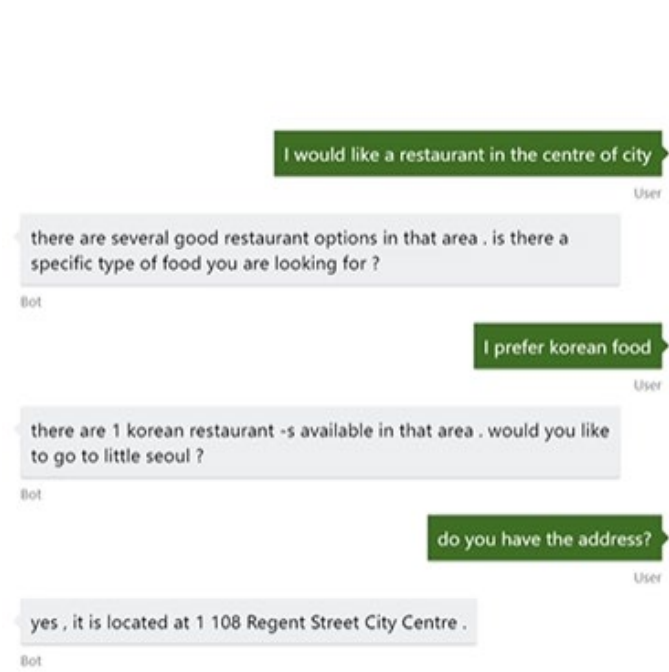 I would like a restaurant in the centre of city
User
there are several good restaurant options in that area . is there a
specific type of food you are looking for ?
Bot
I prefer korean food
User
there are 1 korean restaurant -s available in that area . would you like
to go to little seoul ?
Bot
do you have the address?
User
yes , it is located at 1 108 Regent Street City Centre .
Bot